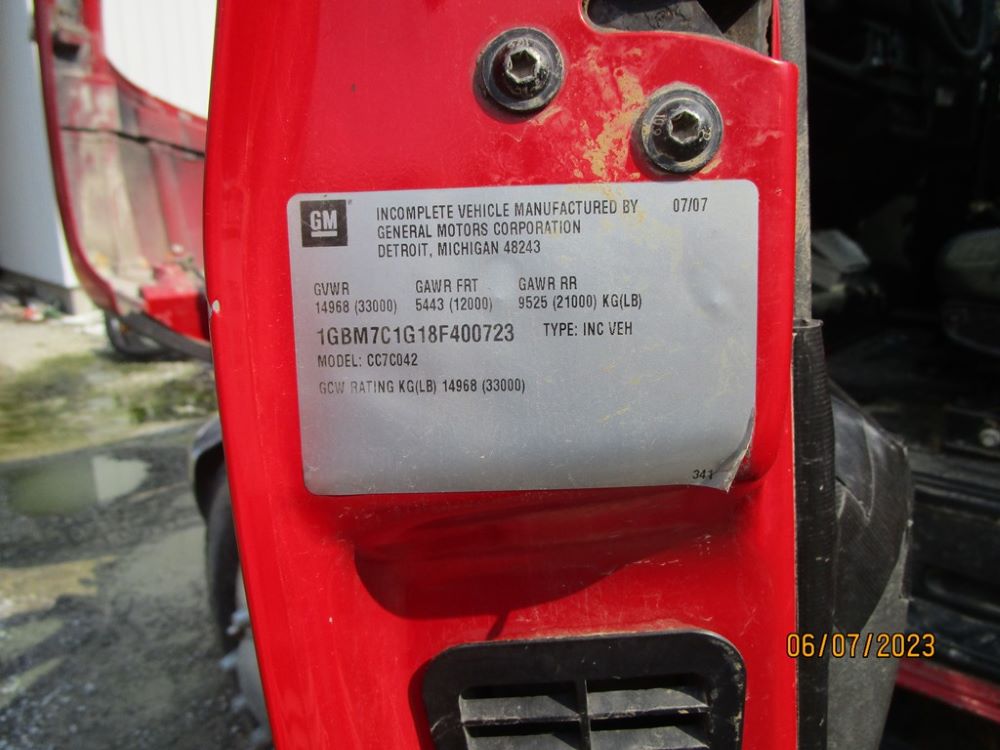 GM
INCOMPLETE VEHICLE MANUFACTURED BY 07/07
GENERAL MOTORS CORPORATION
DETROIT, MICHIGAN 48243
GVWR GAWR FRT GAWR RR
14968 (33000) 5443 (12000) 9525 (21000) KG(LB)
1GBM7C1G18F400723 TYPE: INC VEH
MODEL: CC7C042
GCW RATING KG(LB) 14968 (33000)
341
06/07/2023